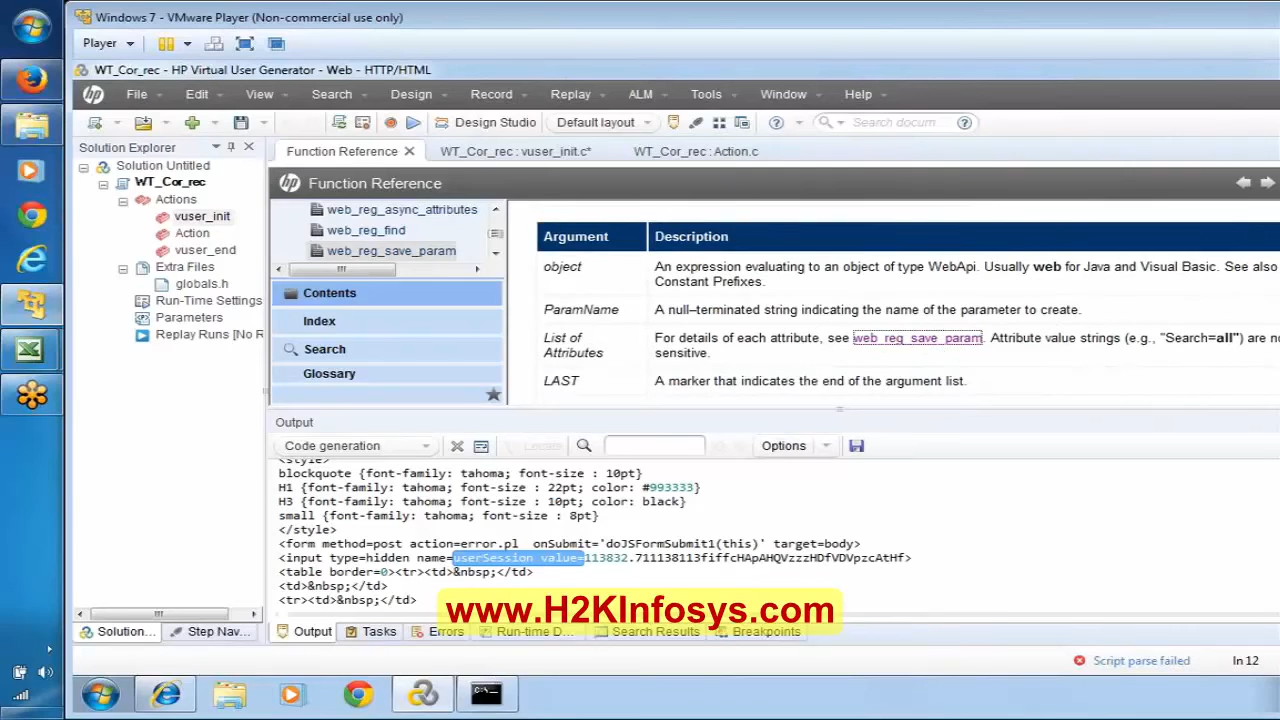 Windows 7 - VMware Player (Non-commercial use only)
Player
WT_Cor_rec - HP Virtual User Generator - Web - HTTP/HTML
hp File Edit View Search Design Record Replay ALM Tools Window Help
Design Studio Default layout Search docum
Solution Explorer
Function Reference WT_Cor_rec : vuser_init.c* WT_Cor_rec : Action.c
Solution Untitled
WT_Cor_rec
Actions
vuser_init
Action
vuser_end
Extra Files
globals.h
Run-Time Settings
Parameters
Replay Runs [No R
hp Function Reference
web_reg_async_attributes
web_reg_find
web_reg_save_param
Contents
Index
Search
Glossary
Argument Description
object An expression evaluating to an object of type WebApi. Usually web for Java and Visual Basic. See also
Constant Prefixes.
ParamName A null–terminated string indicating the name of the parameter to create.
List of For details of each attribute, see web_reg_save_param. Attribute value strings (e.g., "Search=all") are no
Attributes sensitive.
LAST A marker that indicates the end of the argument list.
Output
Code generation Locate Options
<style>
blockquote {font-family: tahoma; font-size : 10pt}
H1 {font-family: tahoma; font-size : 22pt; color: #993333}
H3 {font-family: tahoma; font-size : 10pt; color: black}
small {font-family: tahoma; font-size : 8pt}
</style>
<form method=post action=error.pl onSubmit='doJSFormSubmit1(this)' target=body>
<input type=hidden name=userSession value=113832.711138113fiffcHApAHQVzzzHDfVDVpzcAtHf>
<table border=0><tr><td>&nbsp;</td>
<td>&nbsp;</td>
<tr><td>&nbsp;</td>
www.H2KInfosys.com
Solution... Step Nav...
Output Tasks Errors Run-time D... Search Results Breakpoints
Script parse failed ln 12